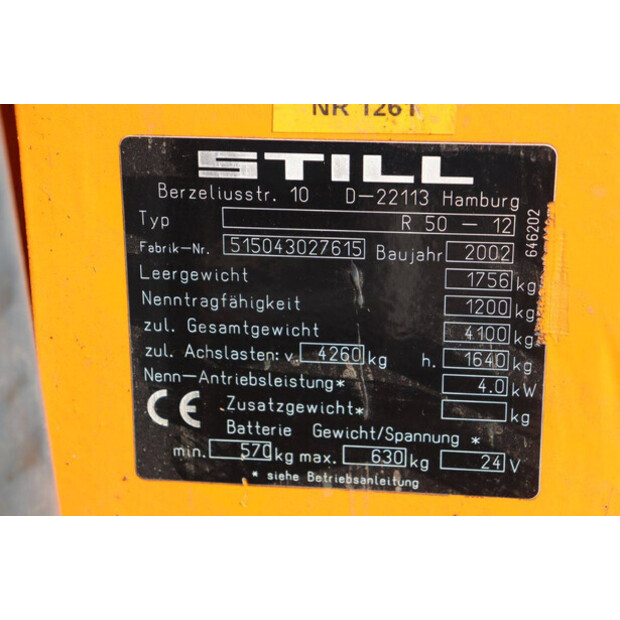 NR 1261
STILL
Berzeliusstr. 10 D-22113 Hamburg
Typ R 50 - 12
Fabrik-Nr. 515043027615 Baujahr 2002
Leergewicht 1756 kg
Nenntragfähigkeit 1200 kg
zul. Gesamtgewicht 4100 kg
zul. Achslasten: v. 4260 kg h. 1640 kg
Nenn-Antriebsleistung* 4.0 kW
CE Zusatzgewicht* kg
Batterie Gewicht/Spannung *
min. 570 kg max. 630 kg 24 V
* siehe Betriebsanleitung
646202